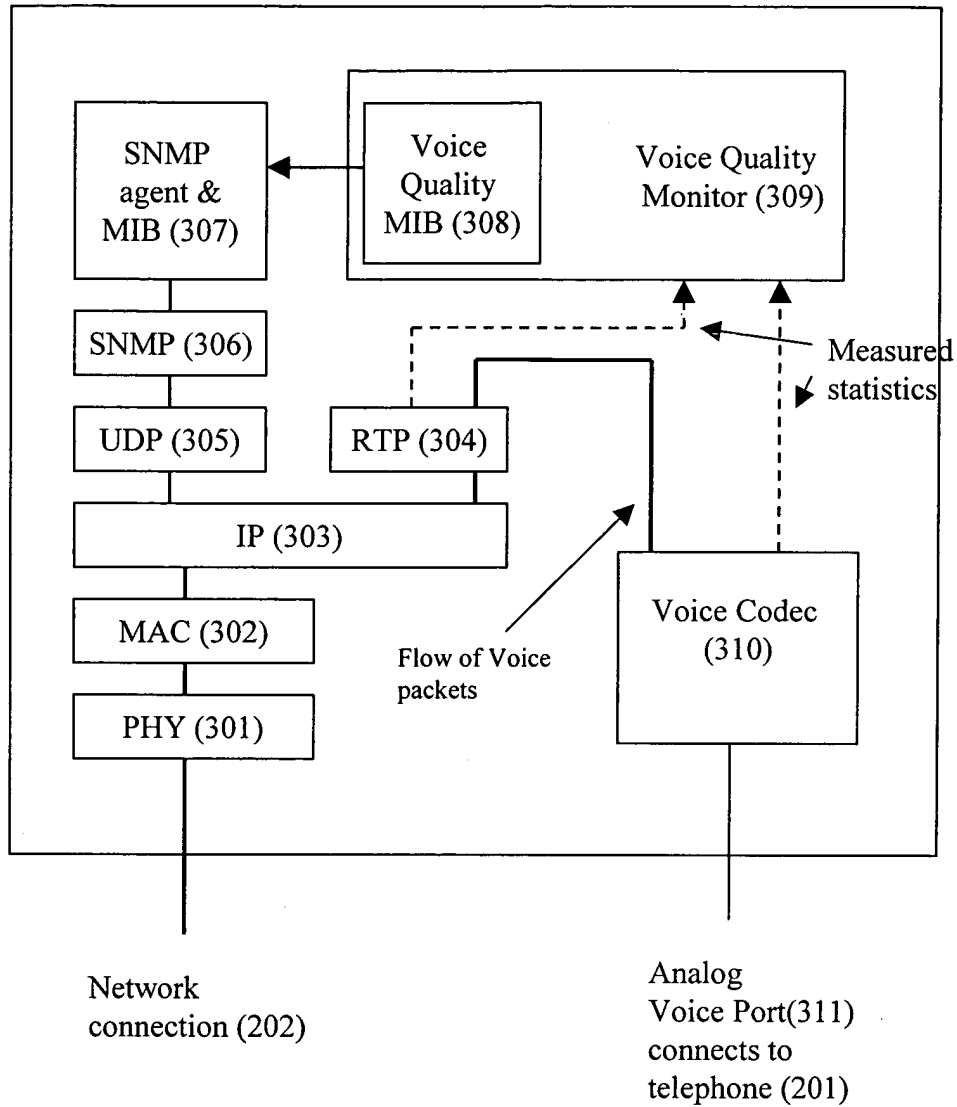 SNMP
agent &
MIB (307)
Voice
Quality
MIB (308)
Voice Quality
Monitor (309)
SNMP (306)
Measured
statistics
UDP (305)
RTP (304)
IP (303)
Voice Codec
(310)
MAC (302)
Flow of Voice
packets
PHY (301)
Network
connection (202)
Analog
Voice Port(311)
connects to
telephone (201)